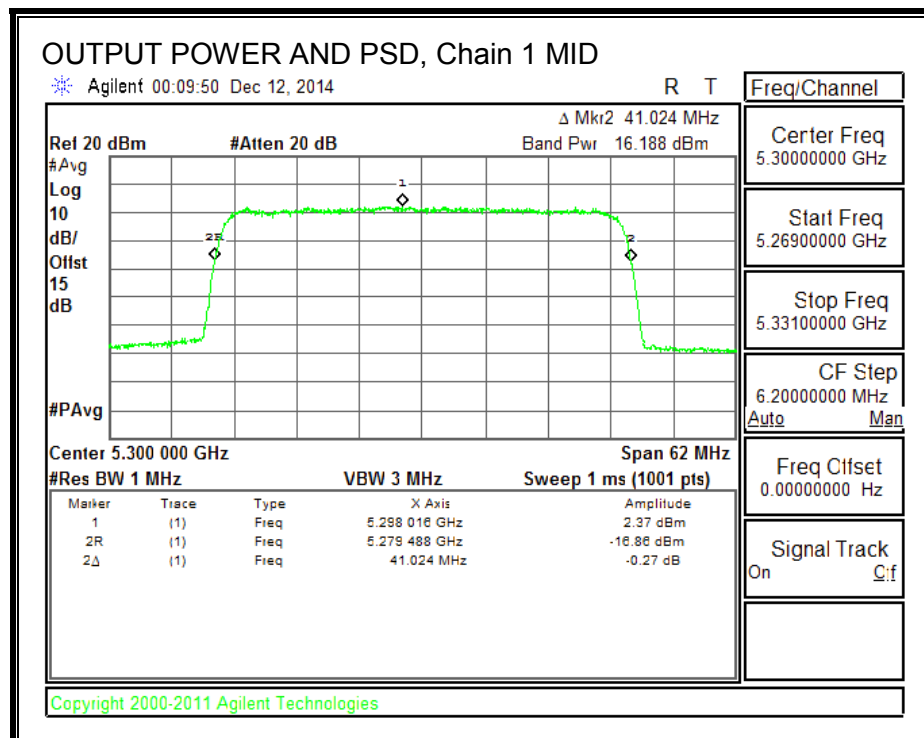 OUTPUT POWER AND PSD, Chain 1 MID
Agilent 00:09:50 Dec 12, 2014
R T
Freq/Channel
Δ Mkr2 41.024 MHz
Ref 20 dBm #Atten 20 dB Band Pwr 16.188 dBm
#Avg
Log
10
dB/
Offst
15
dB
#PAvg
1
2R
2
Center 5.300 000 GHz Span 62 MHz
#Res BW 1 MHz VBW 3 MHz Sweep 1 ms (1001 pts)
Marker Trace Type X Axis Amplitude
1 (1) Freq 5.298 016 GHz 2.37 dBm
2R (1) Freq 5.279 488 GHz -16.86 dBm
2Δ (1) Freq 41.024 MHz -0.27 dB
Center Freq
5.30000000 GHz
Start Freq
5.26900000 GHz
Stop Freq
5.33100000 GHz
CF Step
6.20000000 MHz
Auto Man
Freq Offset
0.00000000 Hz
Signal Track
On Off
Copyright 2000-2011 Agilent Technologies